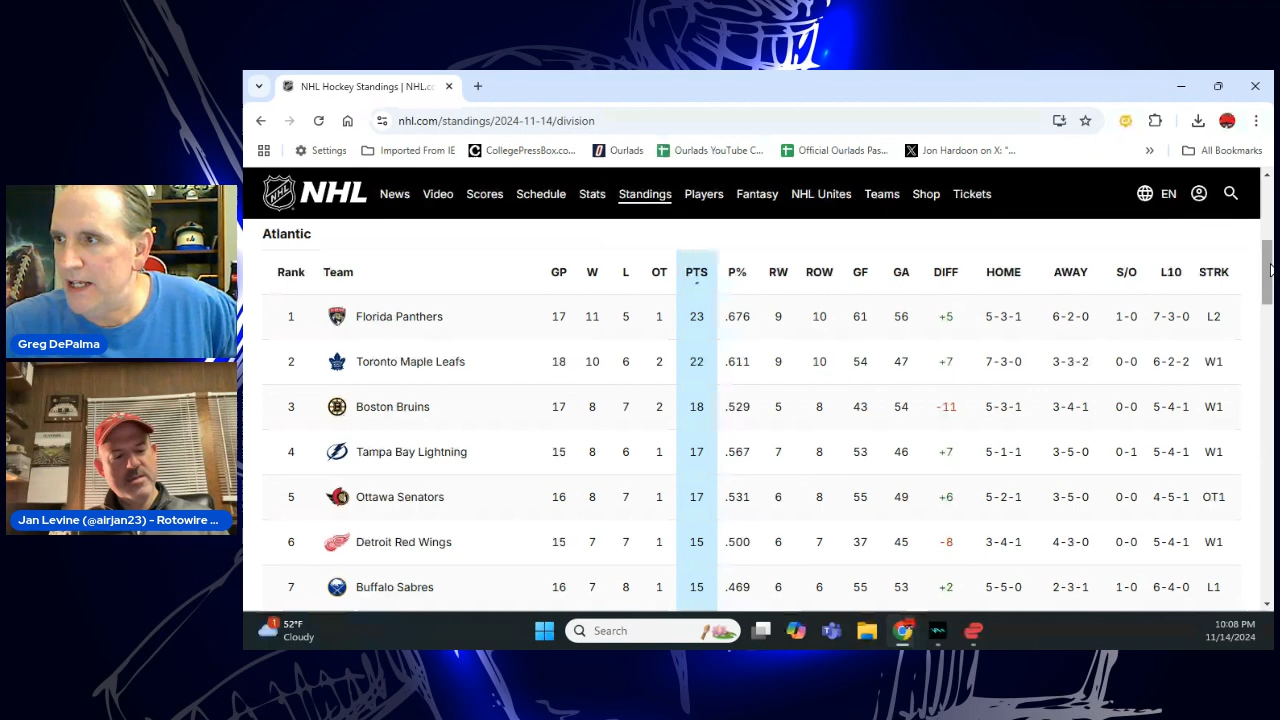 NHL Hockey Standings | NHL.cc
nhl.com/standings/2024-11-14/division
Settings Imported From IE CollegePressBox.co... Ourlads Ourlads YouTube C... Official Ourlads Pas... Jon Hardoon on X: "... » All Bookmarks
NHL News Video Scores Schedule Stats Standings Players Fantasy NHL Unites Teams Shop Tickets EN
Atlantic
Rank Team GP W L OT PTS P% RW ROW GF GA DIFF HOME AWAY S/O L10 STRK
1 Florida Panthers 17 11 5 1 23 .676 9 10 61 56 +5 5-3-1 6-2-0 1-0 7-3-0 L2
2 Toronto Maple Leafs 18 10 6 2 22 .611 9 10 54 47 +7 7-3-0 3-3-2 0-0 6-2-2 W1
3 Boston Bruins 17 8 7 2 18 .529 5 8 43 54 -11 5-3-1 3-4-1 0-0 5-4-1 W1
4 Tampa Bay Lightning 15 8 6 1 17 .567 7 8 53 46 5-1-1 3-5-0 0-1 5-4-1 W1
5 Ottawa Senators 16 8 7 1 17 .531 6 8 55 49 +6 5-2-1 3-5-0 0-0 4-5-1 OT1
6 Detroit Red Wings 15 7 7 1 15 .500 6 7 37 45 -8 3-4-1 4-3-0 0-0 5-4-1 W1
7 Buffalo Sabres 16 7 8 1 15 .469 6 6 55 53 +2 5-5-0 2-3-1 1-0 6-4-0 L1
Greg DePalma
Jan Levine (@airjan23) - Rotowire ...
1 52°F
Cloudy
Search
10:08 PM
11/14/2024